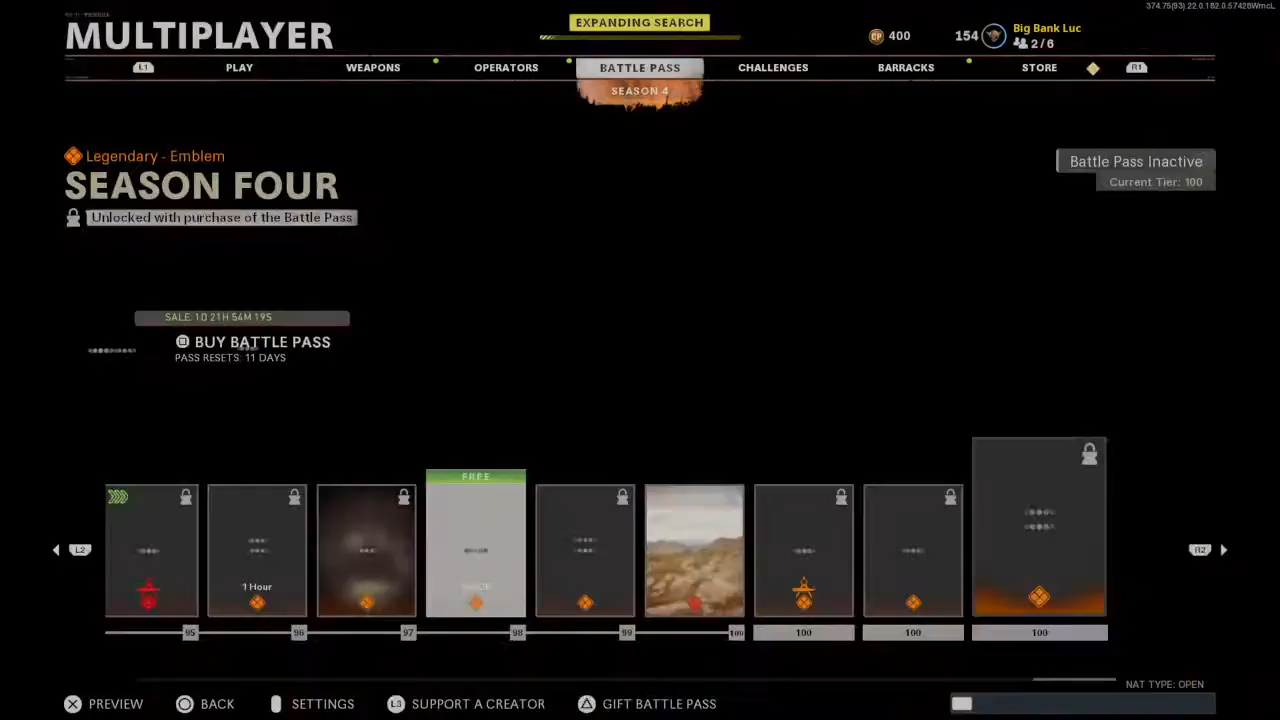 374.75(93).22.0.182.0.57428WmcL
MULTIPLAYER
EXPANDING SEARCH
CP 400
154
Big Bank Luc
2/6
L1 PLAY WEAPONS OPERATORS BATTLE PASS CHALLENGES BARRACKS STORE R1
SEASON 4
Legendary - Emblem
SEASON FOUR
Unlocked with purchase of the Battle Pass
Battle Pass Inactive
Current Tier: 100
SALE: 1D 21H 54M 19S
BUY BATTLE PASS
PASS RESETS: 11 DAYS
FREE
L2
R2
1 Hour
95 96 97 98 99 100 100 100 100
NAT TYPE: OPEN
PREVIEW BACK SETTINGS L3 SUPPORT A CREATOR GIFT BATTLE PASS